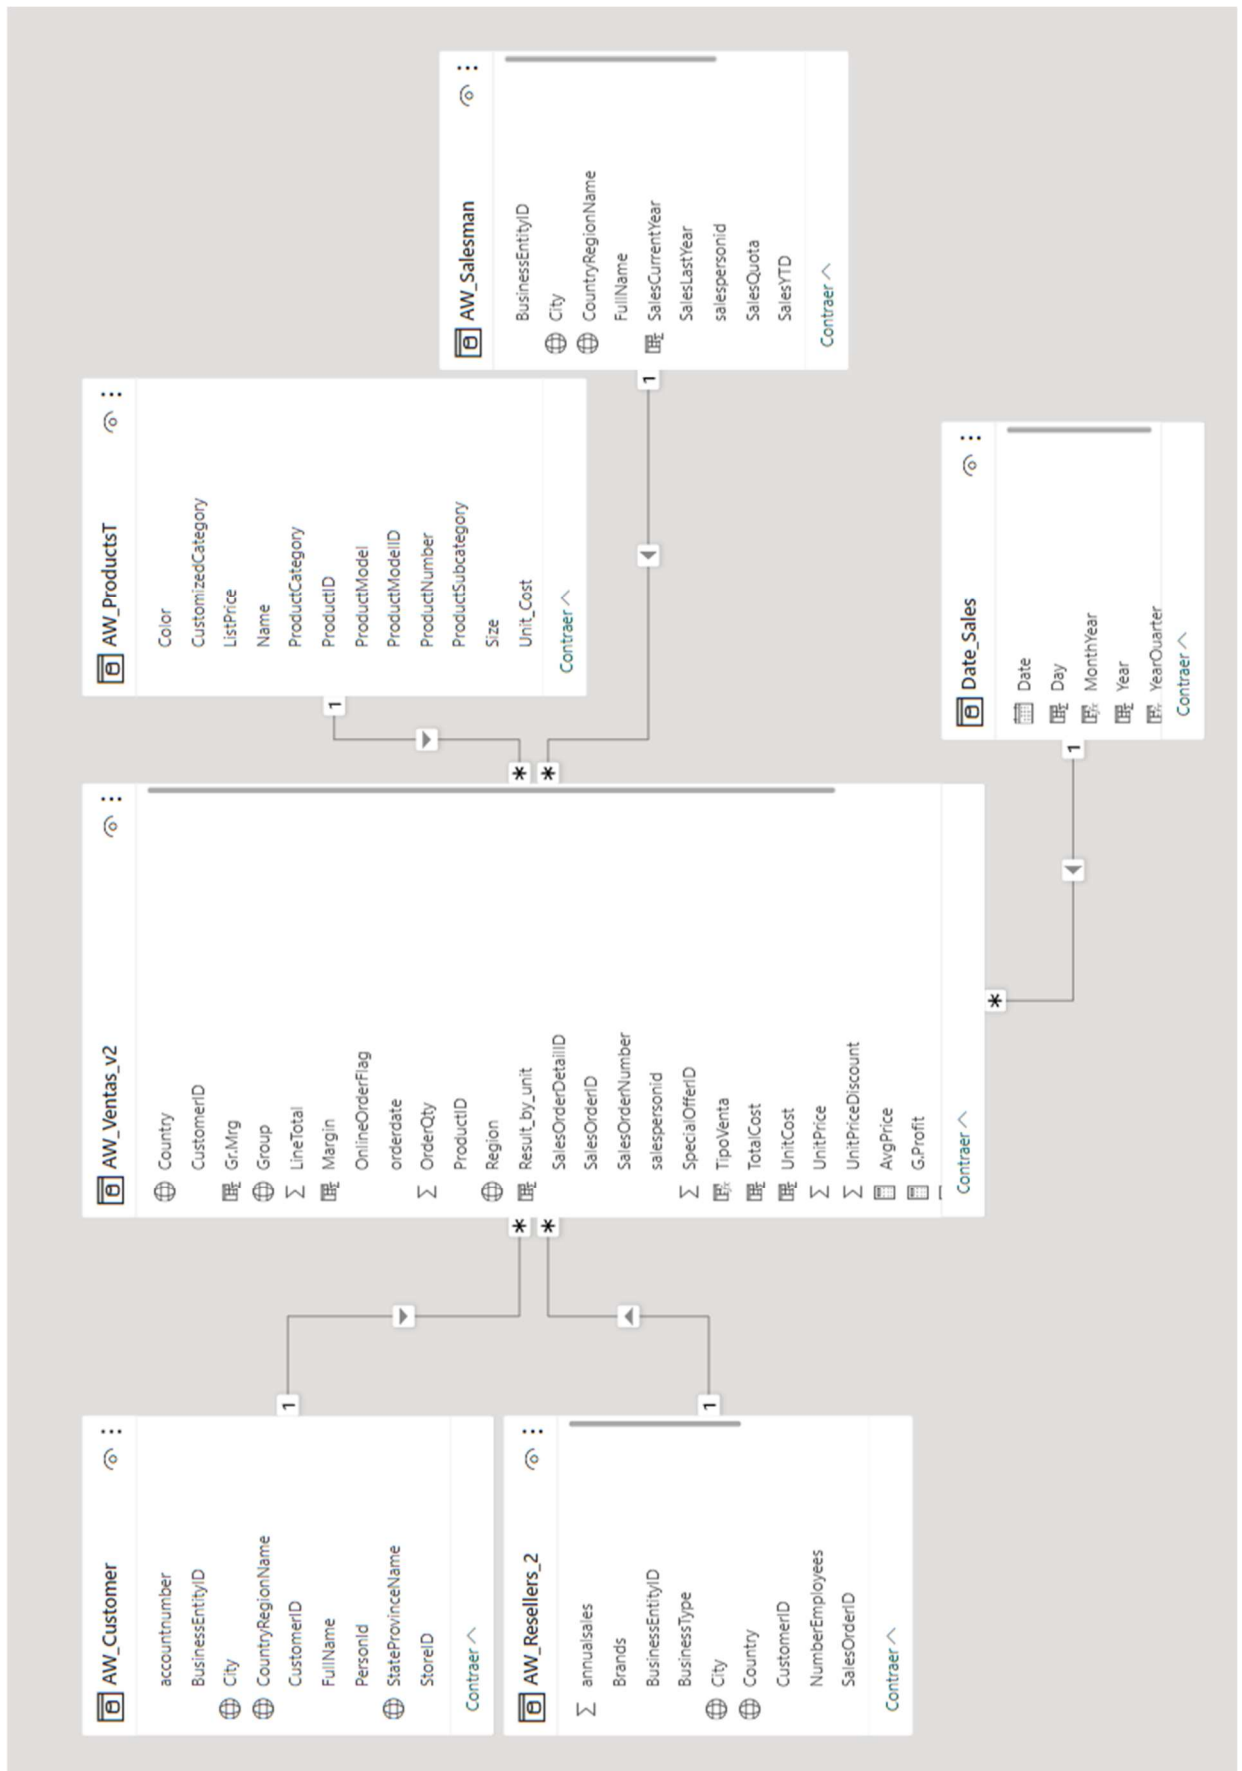 AW_Customer
accountnumber
BusinessEntityID
City
CountryRegionName
CustomerID
FullName
PersonId
StateProvinceName
StoreID
Contraer
1
AW_Resellers_2
annualsales
Brands
BusinessEntityID
BusinessType
City
Country
CustomerID
NumberEmployees
SalesOrderID
Contraer
1
AW_Ventas_v2
Country
CustomerID
Gr.Mrg
Group
LineTotal
Margin
OnlineOrderFlag
orderdate
OrderQty
ProductID
Region
Result_by_unit
SalesOrderDetailID
SalesOrderID
SalesOrderNumber
salespersonid
SpecialOfferID
TipoVenta
TotalCost
UnitCost
UnitPrice
UnitPriceDiscount
AvgPrice
G.Profit
Contraer
*
*
*
*
*
AW_ProductsT
Color
CustomizedCategory
ListPrice
Name
ProductCategory
ProductID
ProductModel
ProductModelID
ProductNumber
ProductSubcategory
Size
Unit_Cost
Contraer
1
AW_Salesman
BusinessEntityID
City
CountryRegionName
FullName
SalesCurrentYear
SalesLastYear
salespersonid
SalesQuota
SalesYTD
Contraer
1
Date_Sales
Date
Day
MonthYear
Year
YearQuarter
Contraer
1